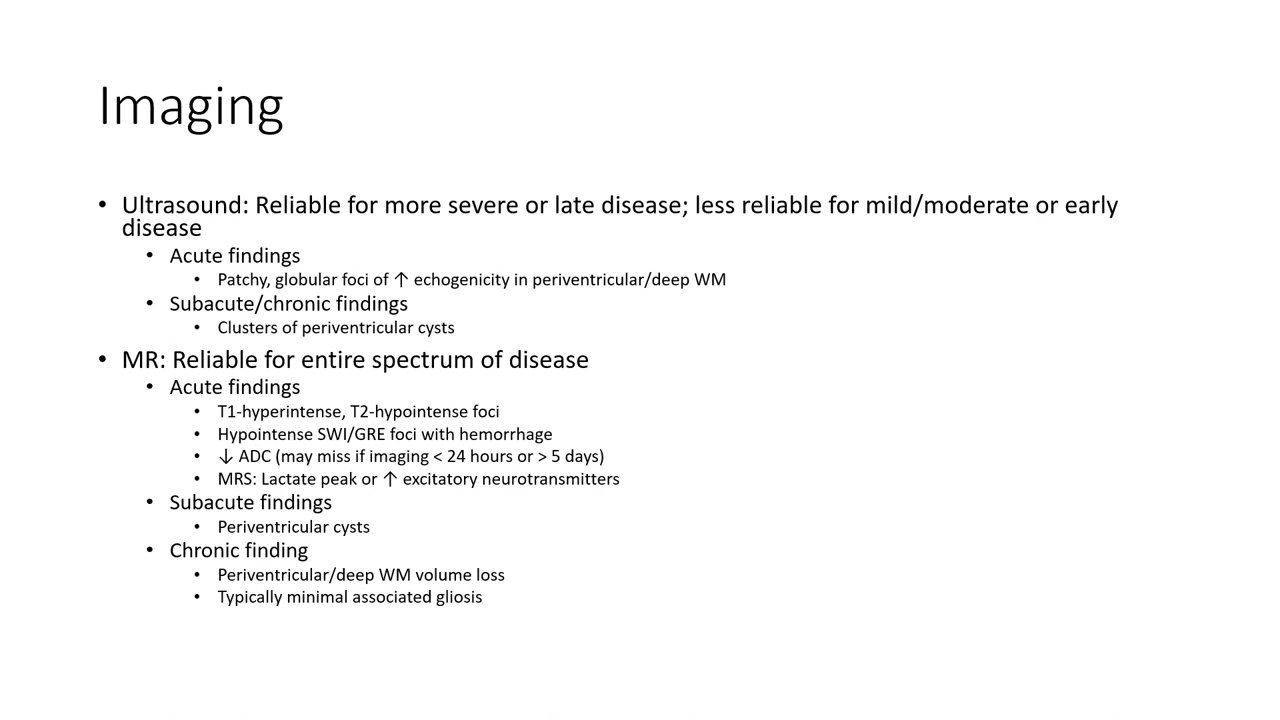 Imaging
• Ultrasound: Reliable for more severe or late disease; less reliable for mild/moderate or early
disease
• Acute findings
• Patchy, globular foci of ↑ echogenicity in periventricular/deep WM
• Subacute/chronic findings
• Clusters of periventricular cysts
• MR: Reliable for entire spectrum of disease
• Acute findings
• T1-hyperintense, T2-hypointense foci
• Hypointense SWI/GRE foci with hemorrhage
• ↓ ADC (may miss if imaging < 24 hours or > 5 days)
• MRS: Lactate peak or ↑ excitatory neurotransmitters
• Subacute findings
• Periventricular cysts
• Chronic finding
• Periventricular/deep WM volume loss
• Typically minimal associated gliosis